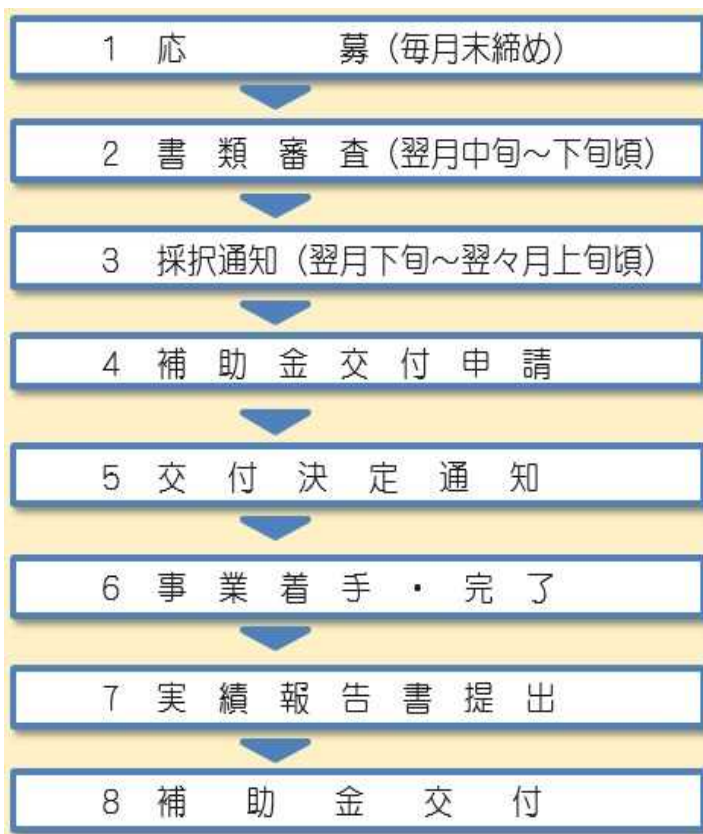 1 応募（毎月末締め）
2 書類審査（翌月中旬～下旬頃）
3 採択通知（翌月下旬～翌々月上旬頃）
4 補助金交付申請
5 交付決定通知
6 事業着手・完了
7 実績報告書提出
8 補助金交付